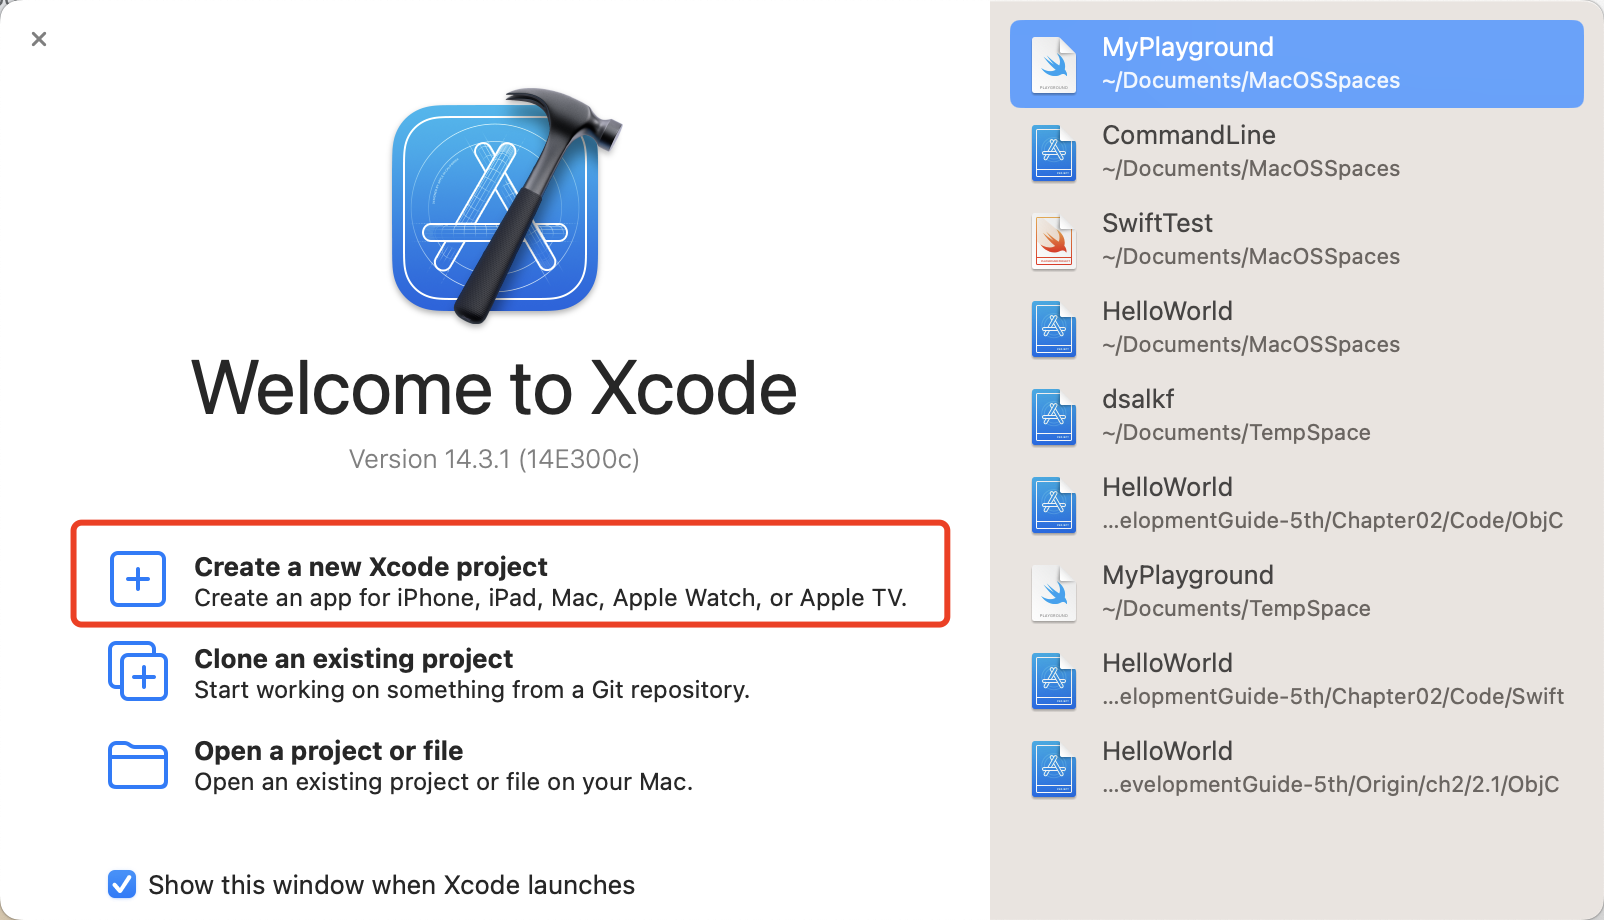 Welcome to Xcode
Version 14.3.1 (14E300c)
Create a new Xcode project
Create an app for iPhone, iPad, Mac, Apple Watch, or Apple TV.
Clone an existing project
Start working on something from a Git repository.
Open a project or file
Open an existing project or file on your Mac.
Show this window when Xcode launches
MyPlayground
~/Documents/MacOSSpaces
CommandLine
~/Documents/MacOSSpaces
SwiftTest
~/Documents/MacOSSpaces
HelloWorld
~/Documents/MacOSSpaces
dsalkf
~/Documents/TempSpace
HelloWorld
...elopmentGuide-5th/Chapter02/Code/ObjC
MyPlayground
~/Documents/TempSpace
HelloWorld
...elopmentGuide-5th/Chapter02/Code/Swift
HelloWorld
...evelopmentGuide-5th/Origin/ch2/2.1/ObjC